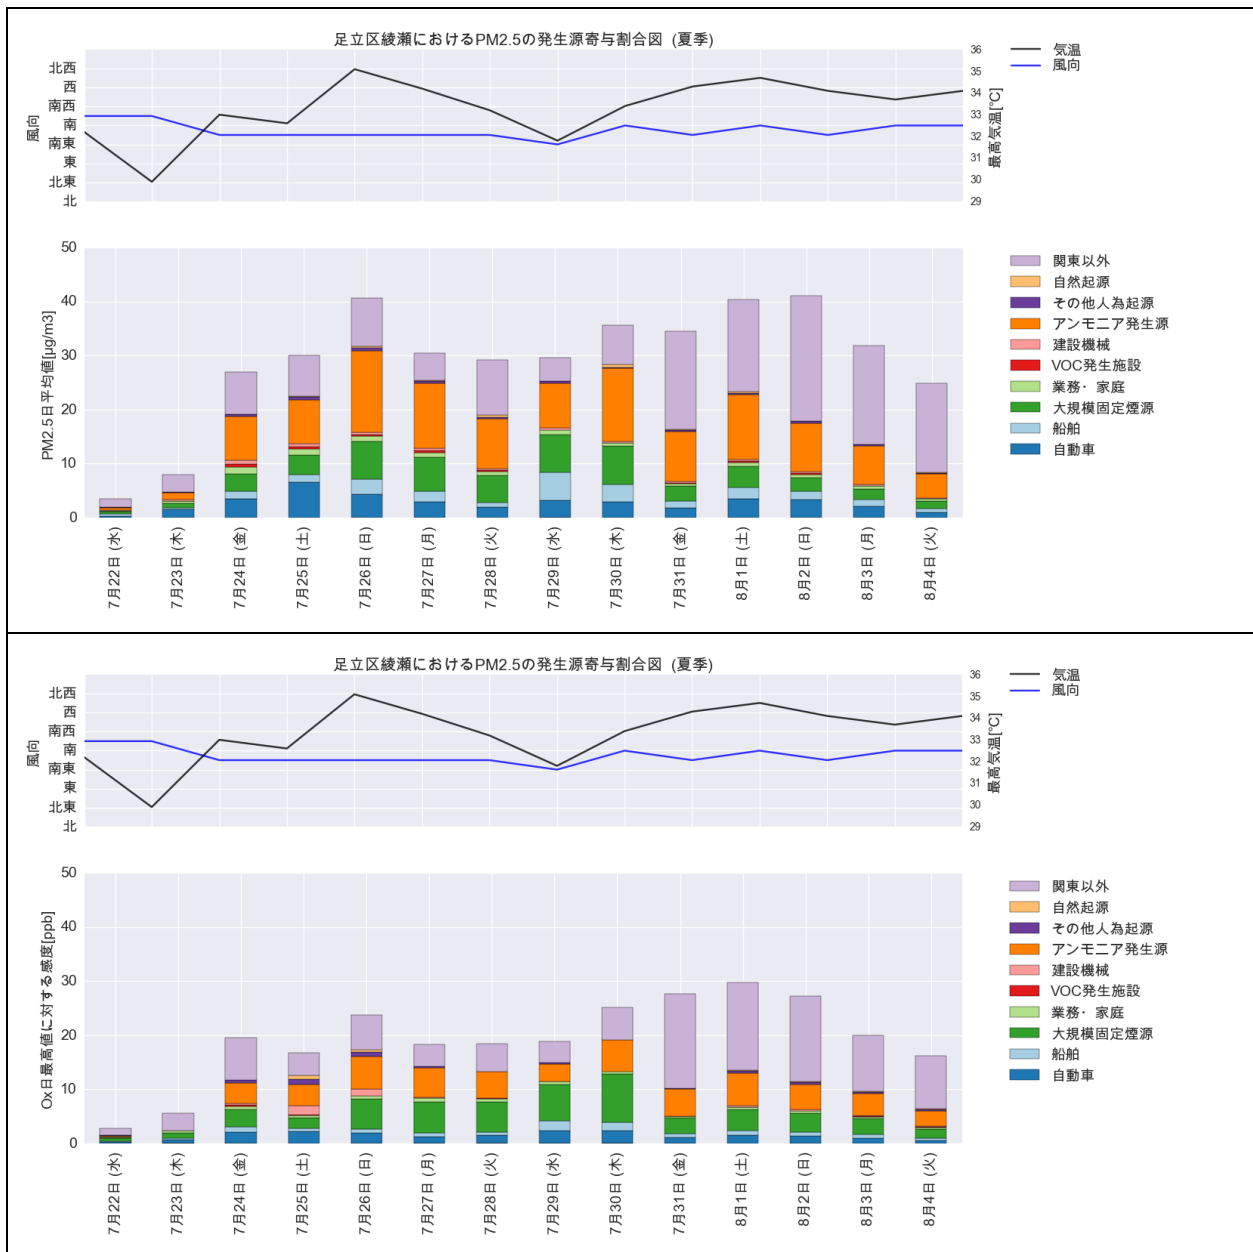 足立区綾瀬におけるPM2.5の発生源寄与割合図 (夏季)
北西
西
南西
南
南東
東
北東
北
風向
36
35
34
33
32
31
30
29
最高気温[℃]
気温
風向
50
40
30
20
10
0
PM2.5日平均値[μg/m3]
関東以外
自然起源
その他人為起源
アンモニア発生源
建設機械
VOC発生施設
業務・家庭
大規模固定煙源
船舶
自動車
7月22日 (水)
7月23日 (木)
7月24日 (金)
7月25日 (土)
7月26日 (日)
7月27日 (月)
7月28日 (火)
7月29日 (水)
7月30日 (木)
7月31日 (金)
8月1日 (土)
8月2日 (日)
8月3日 (月)
8月4日 (火)
足立区綾瀬におけるPM2.5の発生源寄与割合図 (夏季)
北西
西
南西
南
南東
東
北東
北
風向
36
35
34
33
32
31
30
29
最高気温[℃]
気温
風向
50
40
30
20
10
0
Ox日最高値に対する感度[ppb]
関東以外
自然起源
その他人為起源
アンモニア発生源
建設機械
VOC発生施設
業務・家庭
大規模固定煙源
船舶
自動車
7月22日 (水)
7月23日 (木)
7月24日 (金)
7月25日 (土)
7月26日 (日)
7月27日 (月)
7月28日 (火)
7月29日 (水)
7月30日 (木)
7月31日 (金)
8月1日 (土)
8月2日 (日)
8月3日 (月)
8月4日 (火)